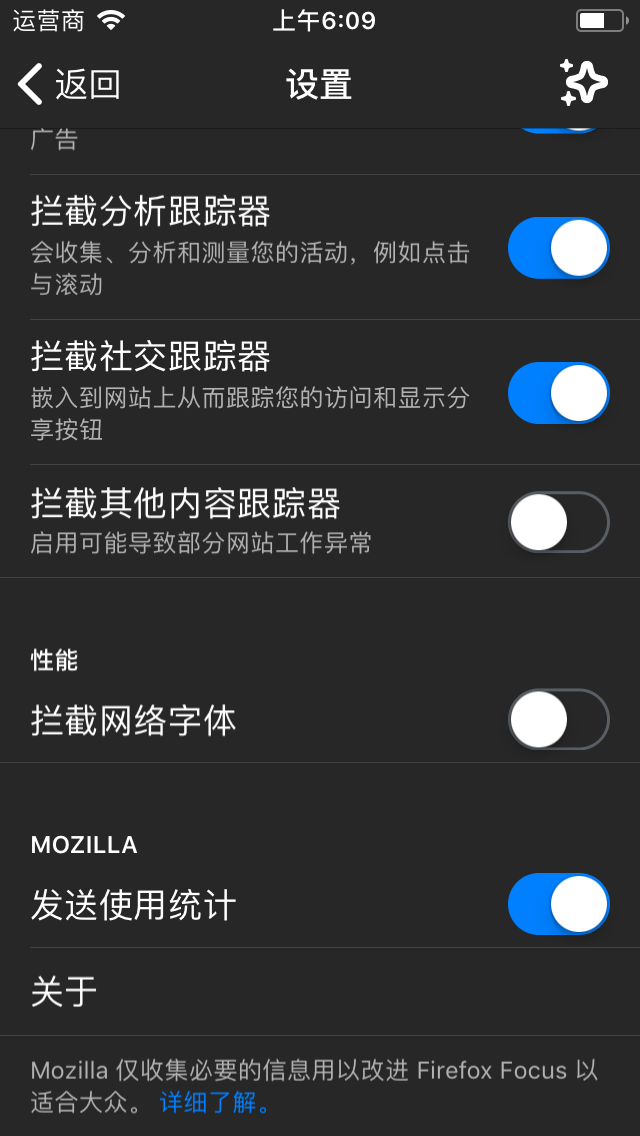 运营商 上午6:09
返回 设置
广告
拦截分析跟踪器
会收集、分析和测量您的活动，例如点击
与滚动
拦截社交跟踪器
嵌入到网站上从而跟踪您的访问和显示分
享按钮
拦截其他内容跟踪器
启用可能导致部分网站工作异常
性能
拦截网络字体
MOZILLA
发送使用统计
关于
Mozilla 仅收集必要的信息用以改进 Firefox Focus 以
适合大众。 详细了解。